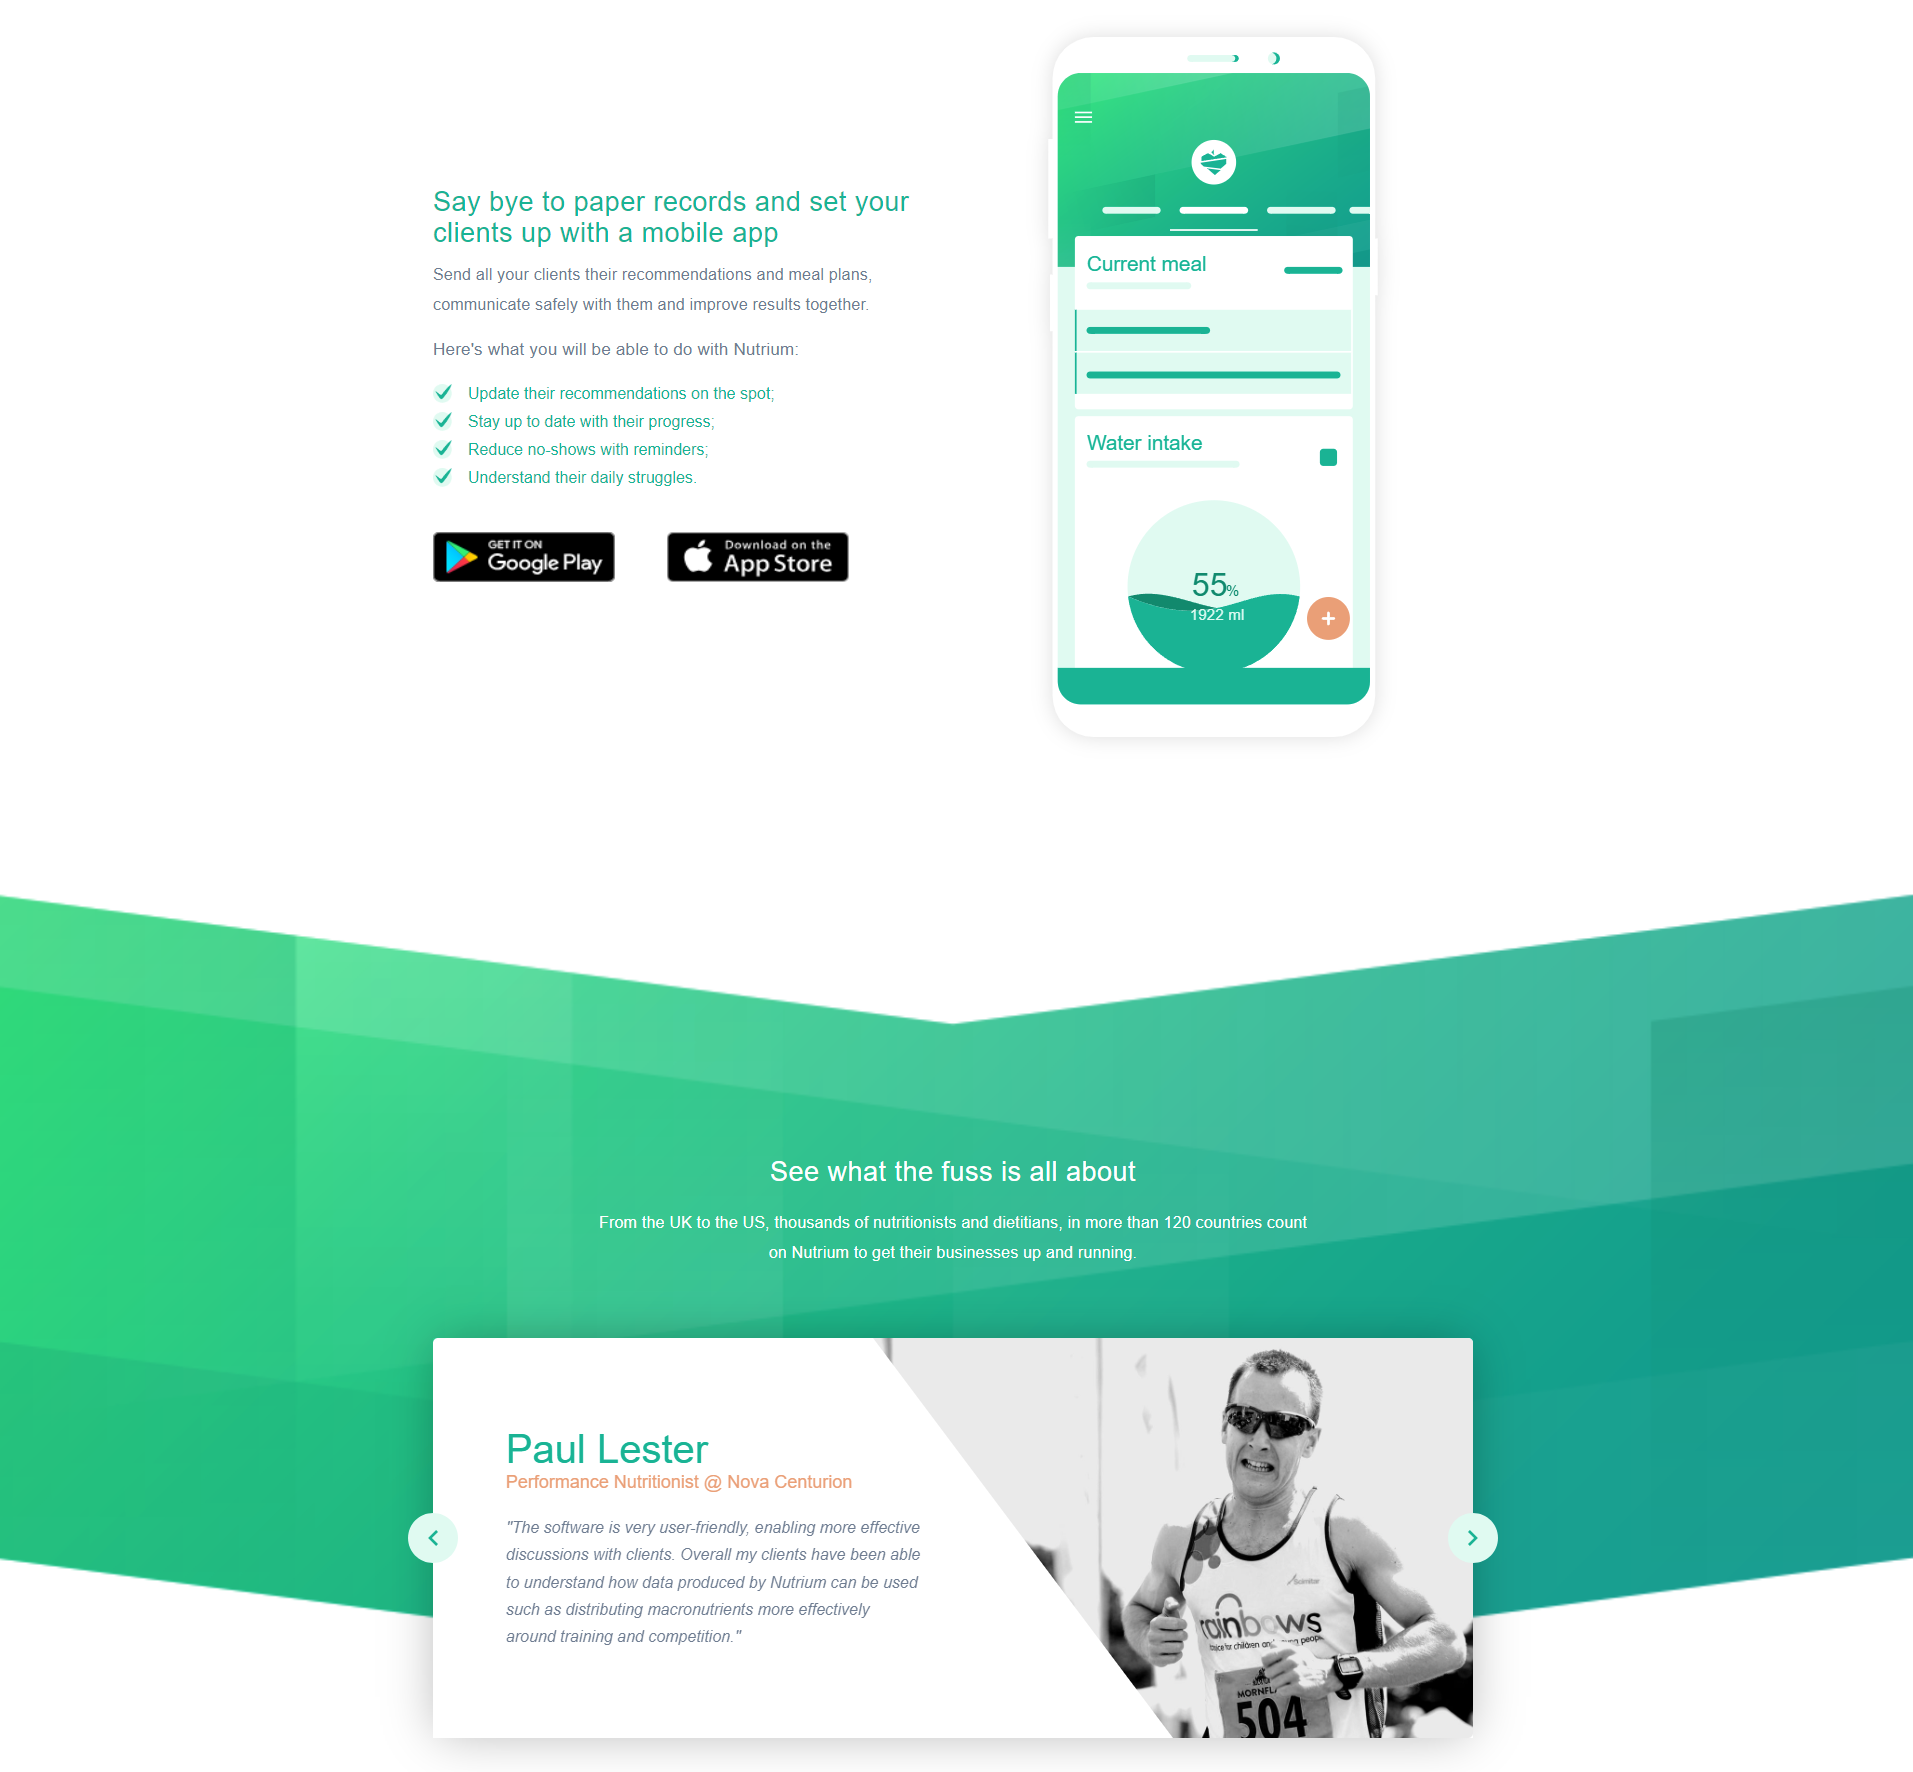 Say bye to paper records and set your
clients up with a mobile app
Send all your clients their recommendations and meal plans,
communicate safely with them and improve results together.
Here's what you will be able to do with Nutrium:
Update their recommendations on the spot;
Stay up to date with their progress;
Reduce no-shows with reminders;
Understand their daily struggles.
GET IT ON
Google Play
Download on the
App Store
Current meal
Water intake
55%
1922 ml
See what the fuss is all about
From the UK to the US, thousands of nutritionists and dietitians, in more than 120 countries count
on Nutrium to get their businesses up and running.
Paul Lester
Performance Nutritionist @ Nova Centurion
"The software is very user-friendly, enabling more effective
discussions with clients. Overall my clients have been able
to understand how data produced by Nutrium can be used
such as distributing macronutrients more effectively
around training and competition."
rainbows
for children
504